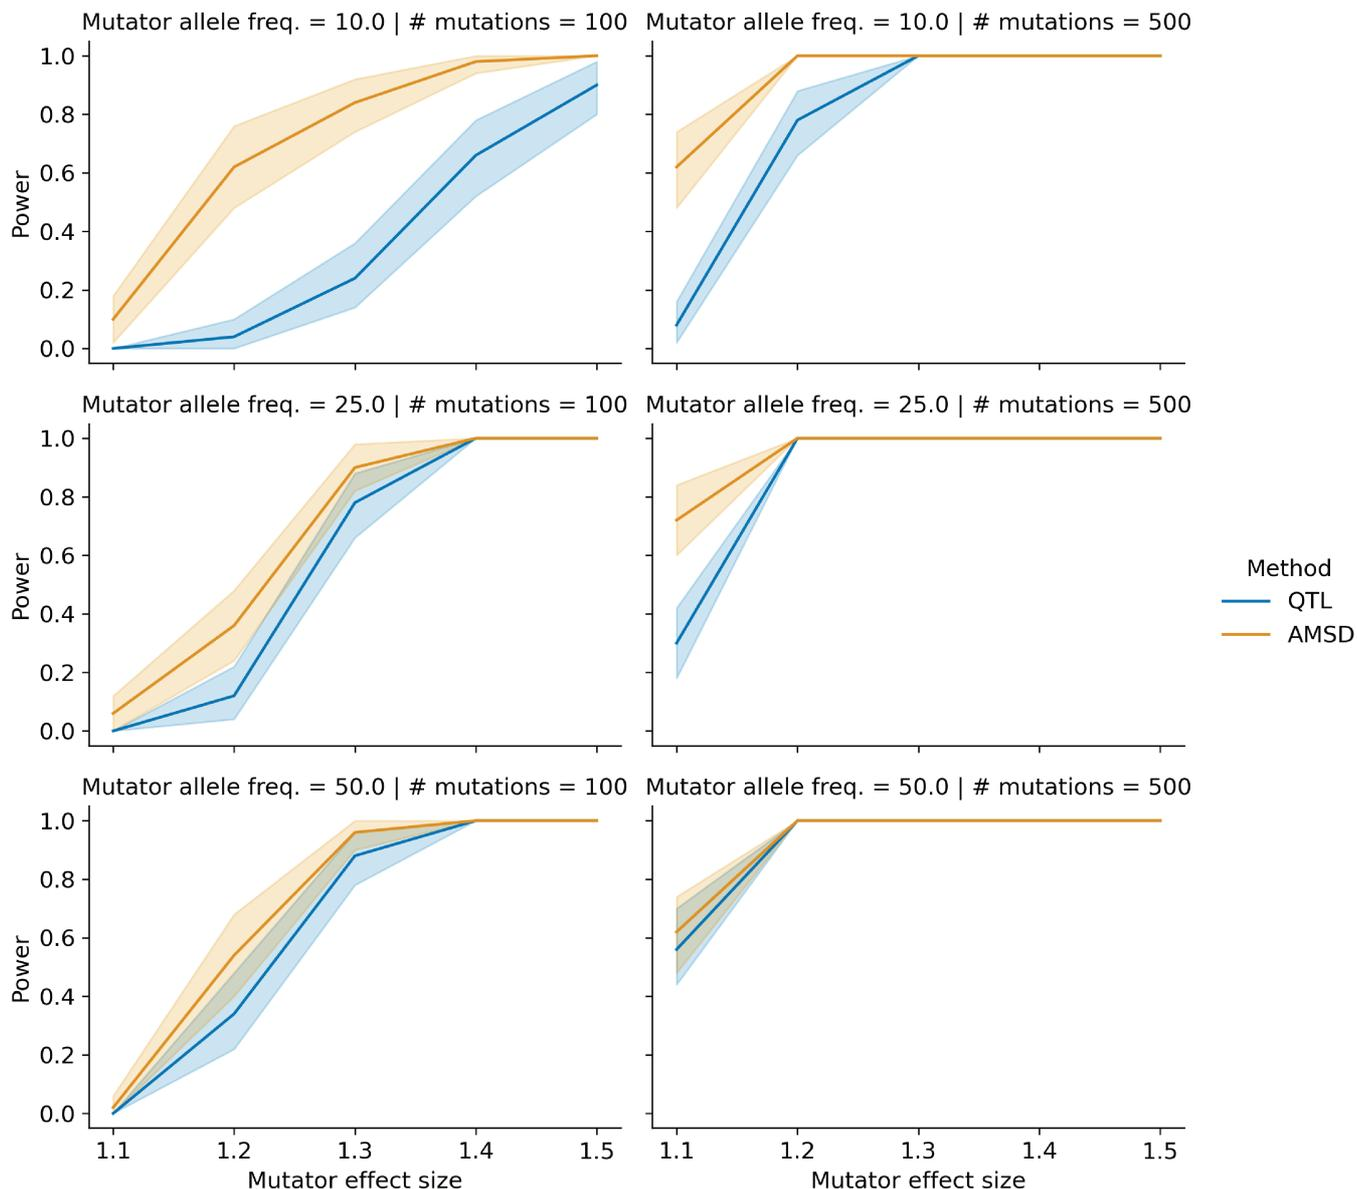 Mutator allele freq. = 10.0 | # mutations = 100
Mutator allele freq. = 10.0 | # mutations = 500
1.0
0.8
0.6
0.4
0.2
0.0
Power
Mutator allele freq. = 25.0 | # mutations = 100
Mutator allele freq. = 25.0 | # mutations = 500
1.0
0.8
0.6
0.4
0.2
0.0
Power
Mutator allele freq. = 50.0 | # mutations = 100
Mutator allele freq. = 50.0 | # mutations = 500
1.0
0.8
0.6
0.4
0.2
0.0
Power
1.1 1.2 1.3 1.4 1.5
Mutator effect size
1.1 1.2 1.3 1.4 1.5
Mutator effect size
Method
QTL
AMSD